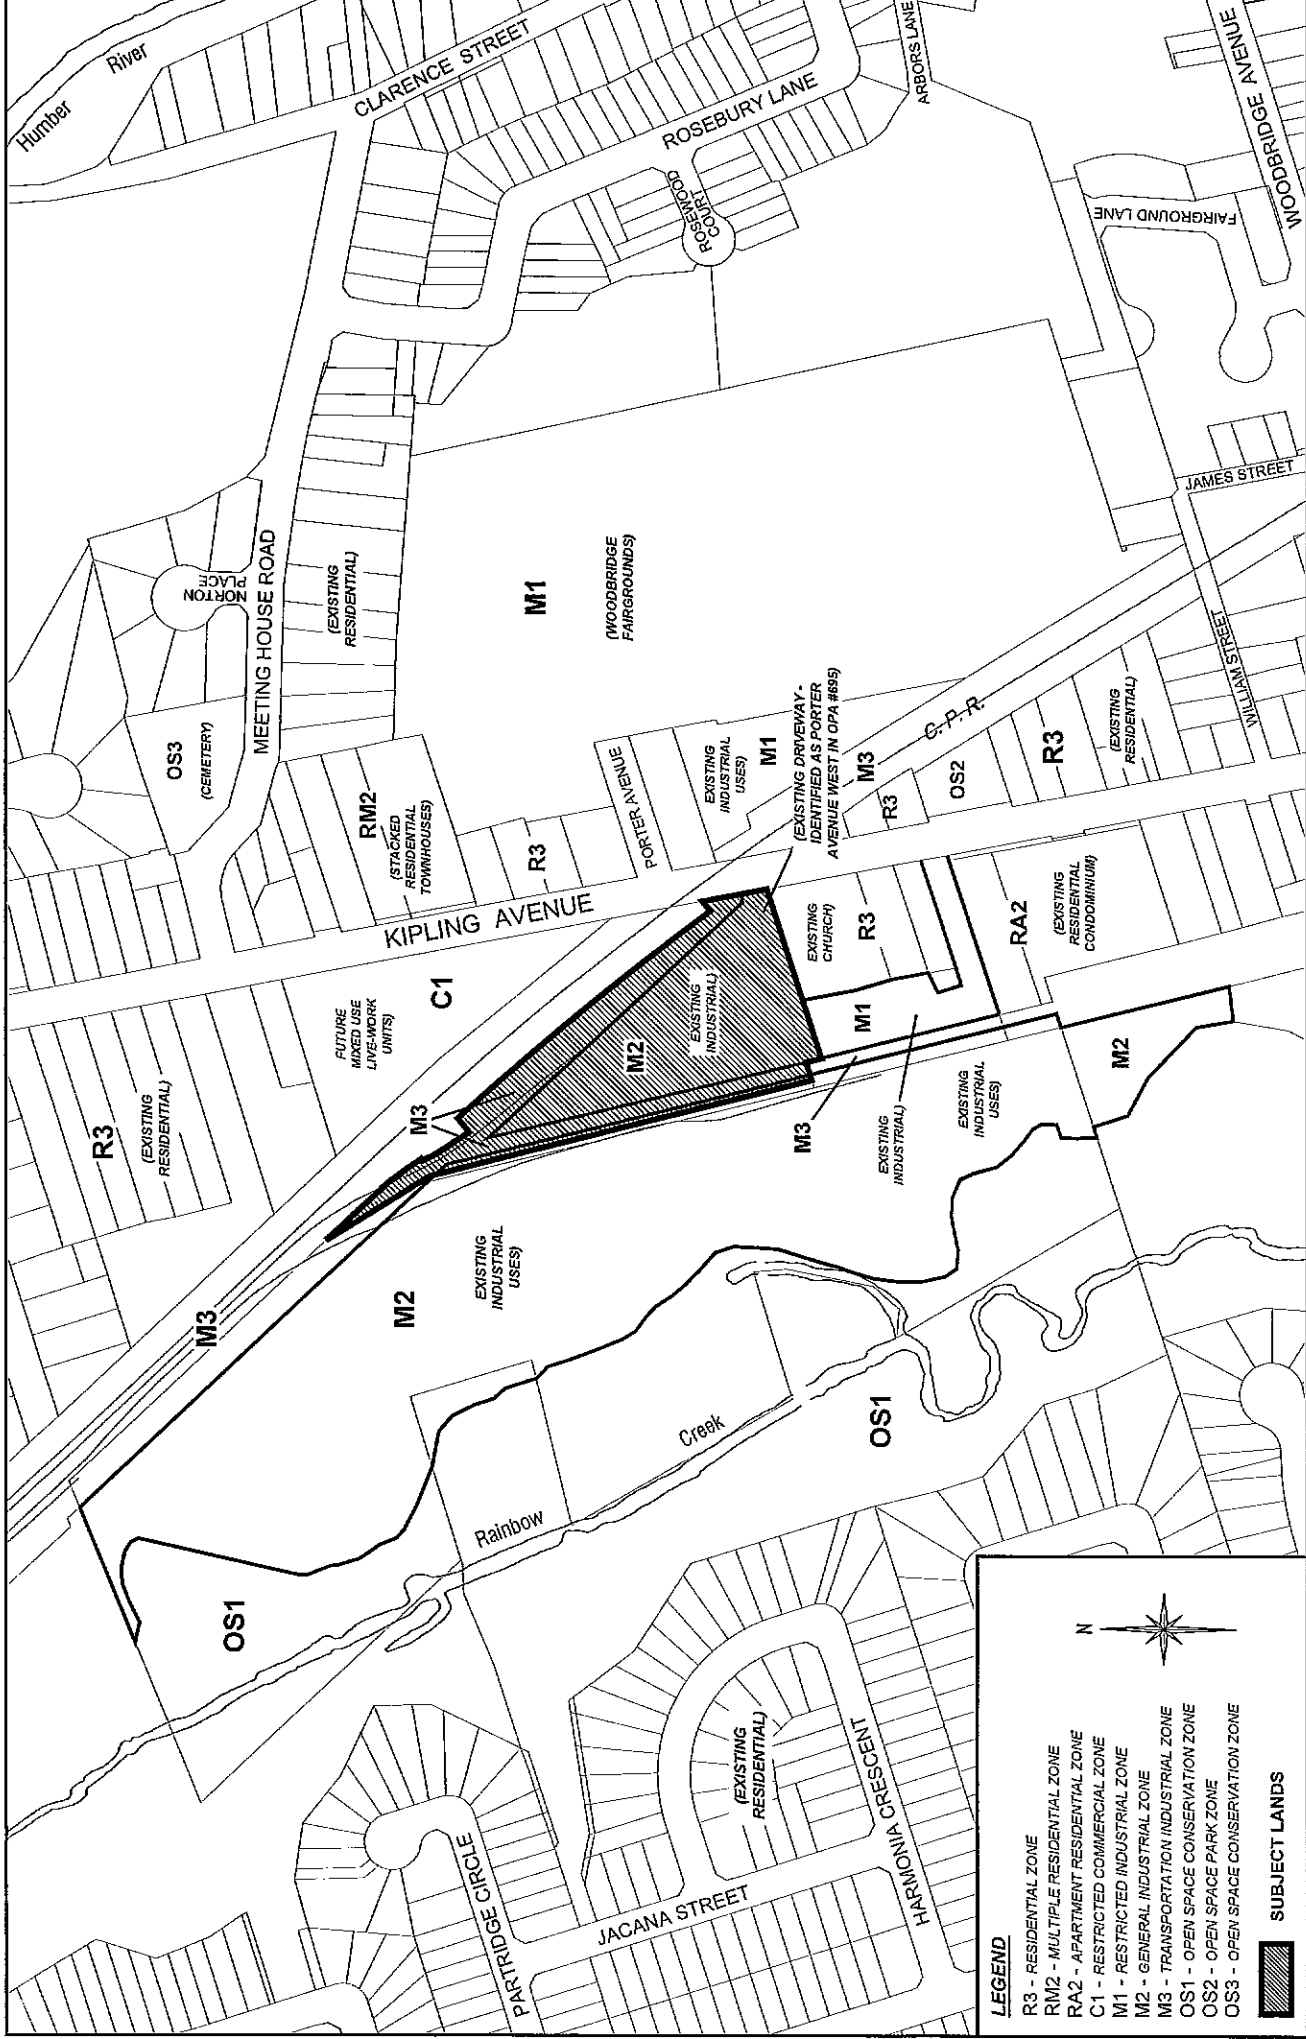 Humber
River
CLARENCE STREET
ROSEBURY LANE
ARBORS LANE
ROSEWOOD
COURT
FAIRGROUND LANE
WOODBRIDGE AVENUE
JAMES STREET
WILLIAM STREET
NORTON
PLACE
MEETING HOUSE ROAD
OS3
(CEMETERY)
(EXISTING
RESIDENTIAL)
M1
(WOODBRIDGE
FAIRGROUNDS)
RM2
(STACKED
RESIDENTIAL
TOWNHOUSES)
R3
PORTER AVENUE
EXISTING
INDUSTRIAL
USES)
M1
(EXISTING DRIVEWAY -
IDENTIFIED AS PORTER
AVENUE WEST IN OPA #695)
M3
C.P.R.
R3
OS2
R3
(EXISTING
RESIDENTIAL)
KIPLING AVENUE
C1
FUTURE
MIXED USE
LIVE-WORK
UNITS)
R3
(EXISTING
RESIDENTIAL)
M3
M2
EXISTING
INDUSTRIAL)
EXISTING
CHURCH)
R3
RA2
(EXISTING
RESIDENTIAL
CONDOMINIUM)
M1
M3
EXISTING
INDUSTRIAL)
EXISTING
INDUSTRIAL
USES)
M2
M3
M2
EXISTING
INDUSTRIAL
USES)
OS1
Rainbow
Creek
OS1
PARTRIDGE CIRCLE
JACANA STREET
HARMONIA CRESCENT
(EXISTING
RESIDENTIAL)
LEGEND
R3 - RESIDENTIAL ZONE
RM2 - MULTIPLE RESIDENTIAL ZONE
RA2 - APARTMENT RESIDENTIAL ZONE
C1 - RESTRICTED COMMERCIAL ZONE
M1 - RESTRICTED INDUSTRIAL ZONE
M2 - GENERAL INDUSTRIAL ZONE
M3 - TRANSPORTATION INDUSTRIAL ZONE
OS1 - OPEN SPACE CONSERVATION ZONE
OS2 - OPEN SPACE PARK ZONE
OS3 - OPEN SPACE CONSERVATION ZONE
SUBJECT LANDS
N